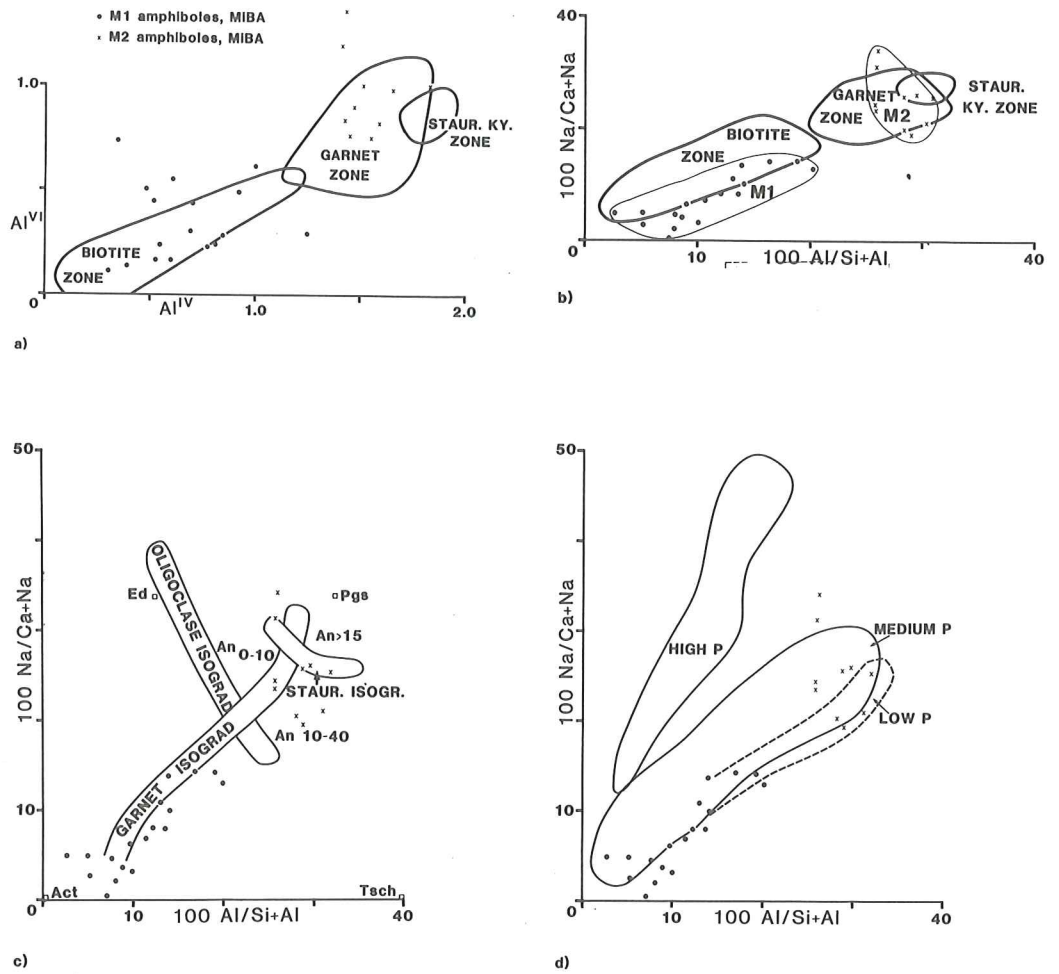 • M1 amphiboles, MIBA
x M2 amphiboles, MIBA
1.0
Al VI
0
BIOTITE
ZONE
GARNET
ZONE
STAUR. KY.
ZONE
Al IV
1.0
2.0
a)
40
100 Na/Ca+Na
0
BIOTITE
ZONE
M1
GARNET
ZONE
M2
STAUR.
KY. ZONE
10
100 Al/Si+Al
40
b)
50
100 Na/Ca+Na
10
0
OLIGOCLASE ISOGRAD
Ed
Pgs
An 0-10
An>15
STAUR. ISOGR.
An 10-40
GARNET ISOGRAD
Act
Tsch
10
100 Al/Si+Al
40
c)
50
100 Na/Ca+Na
10
0
HIGH P
MEDIUM P
LOW P
10
100 Al/Si+Al
40
d)